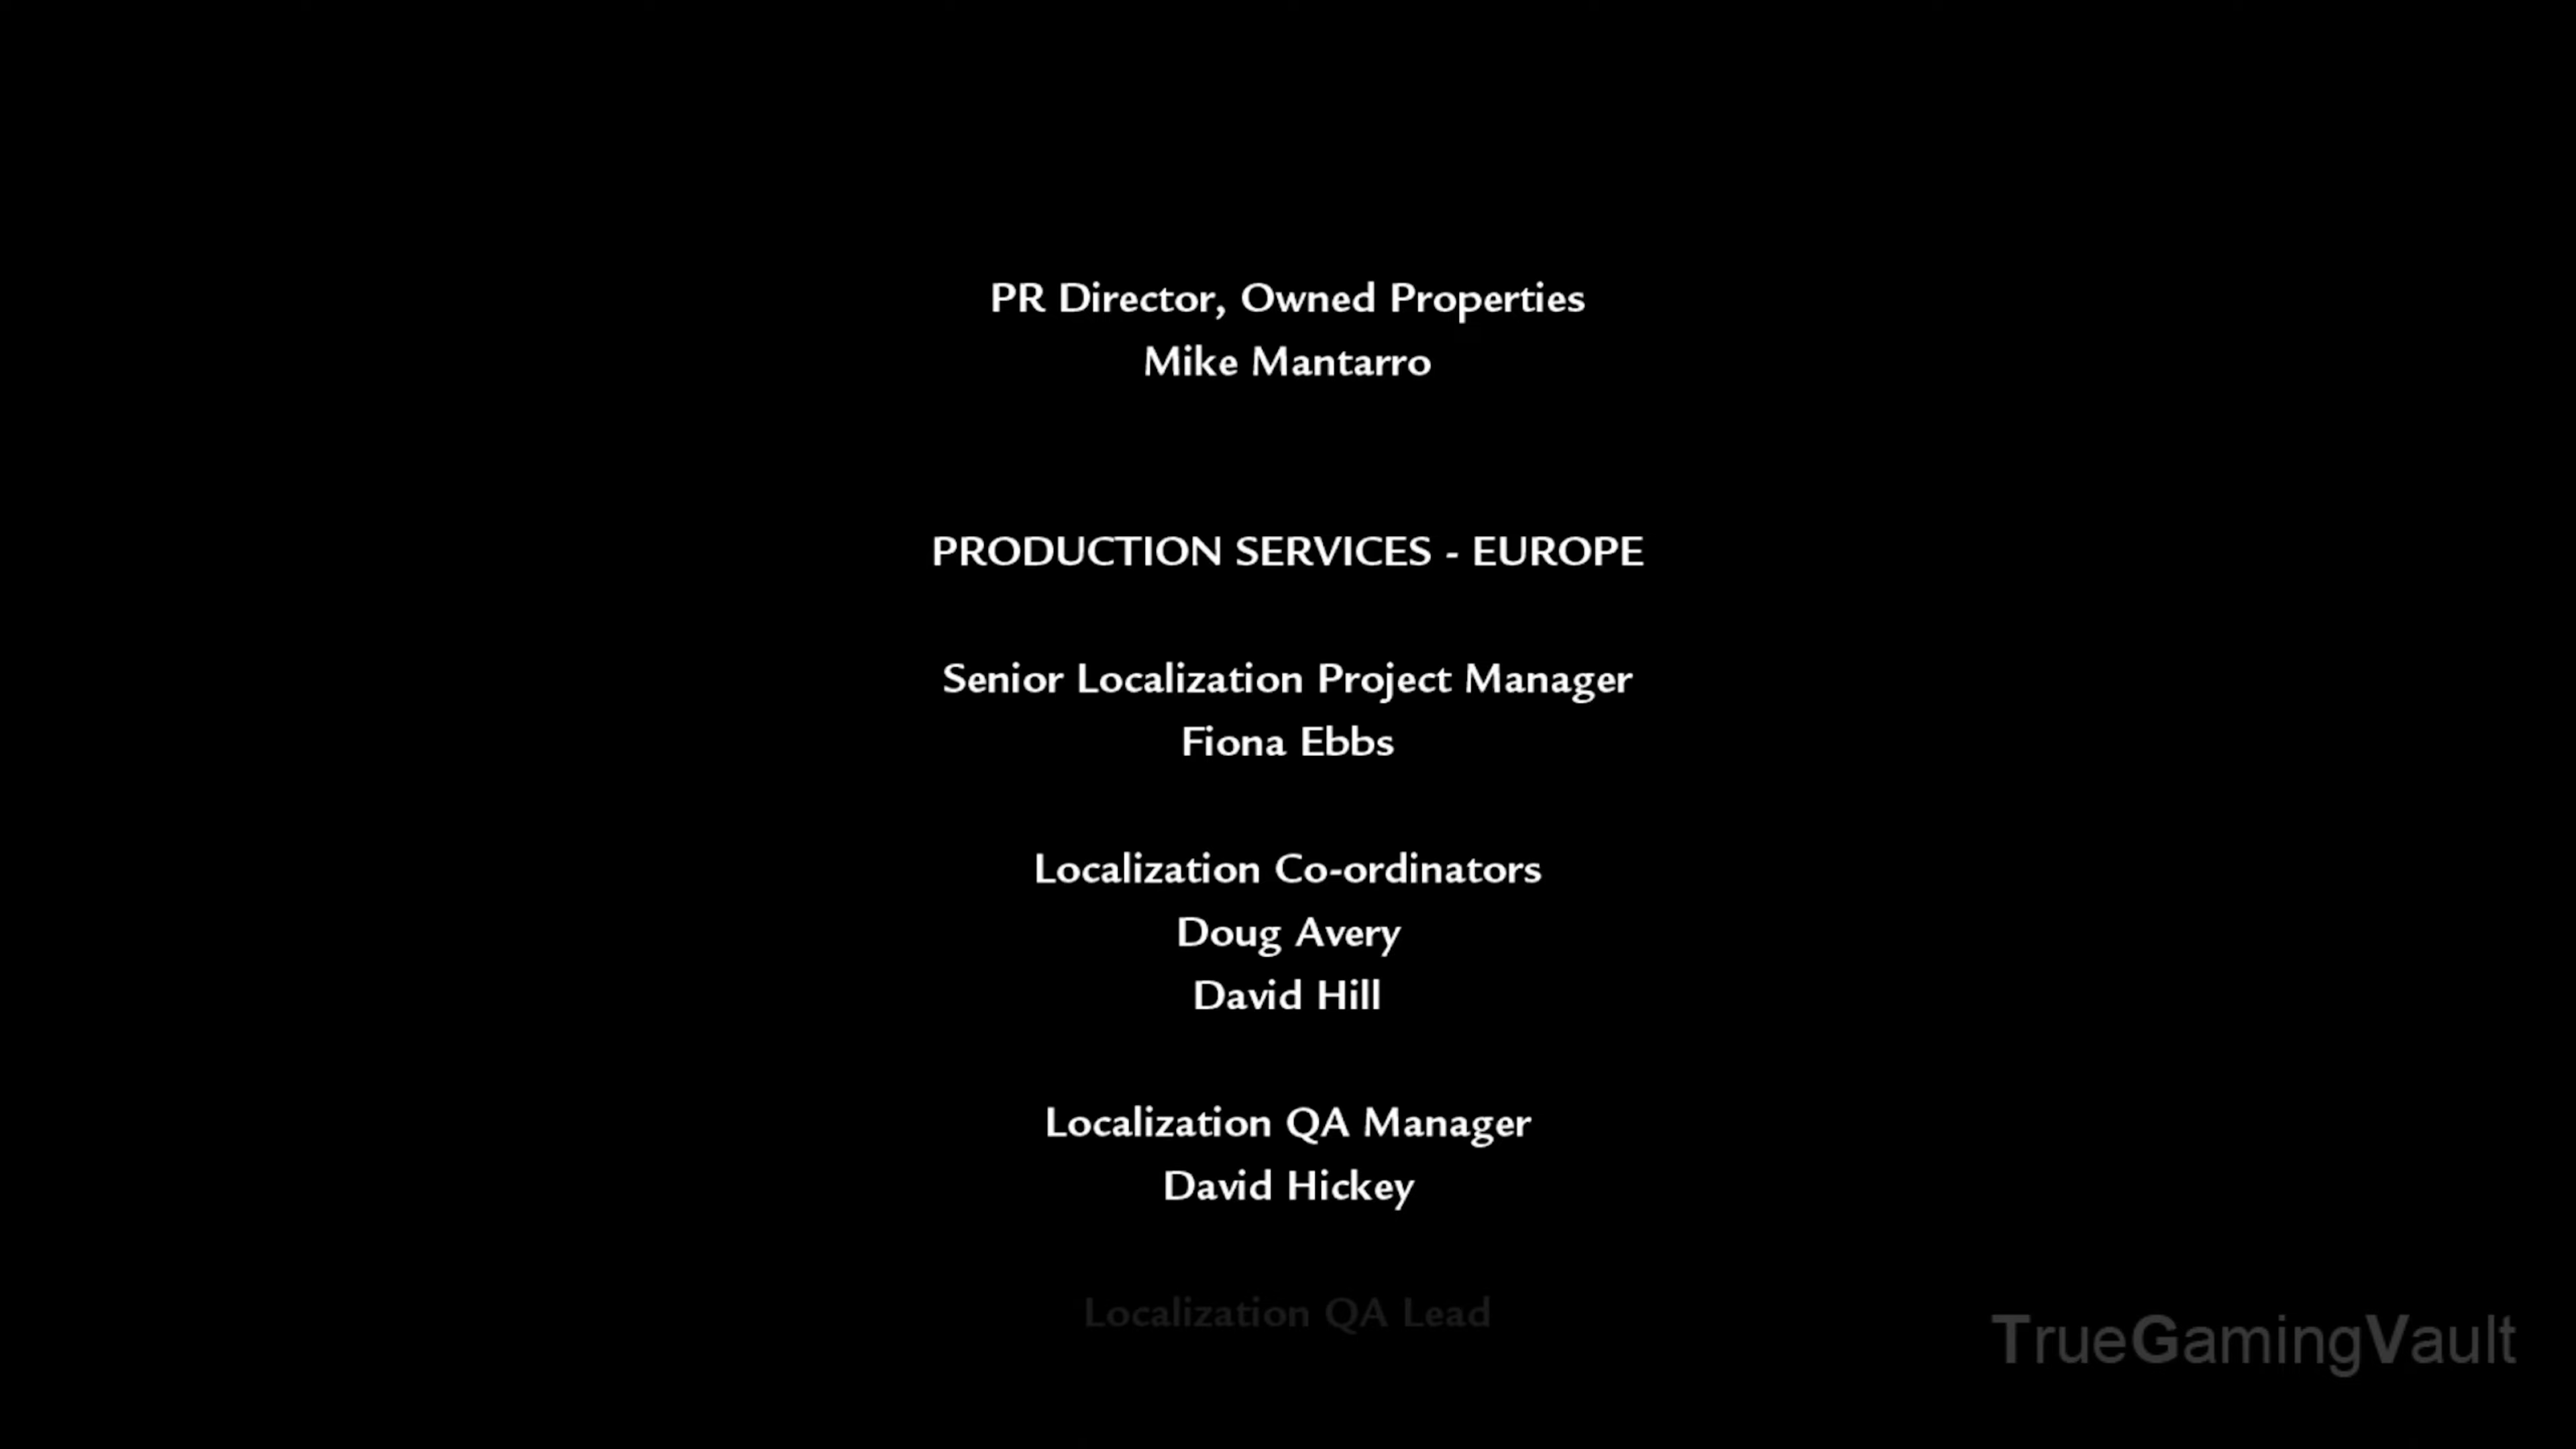 PR Director, Owned Properties
Mike Mantarro
PRODUCTION SERVICES - EUROPE
Senior Localization Project Manager
Fiona Ebbs
Localization Co-ordinators
Doug Avery
David Hill
Localization QA Manager
David Hickey
Localization QA Lead
TrueGamingVault